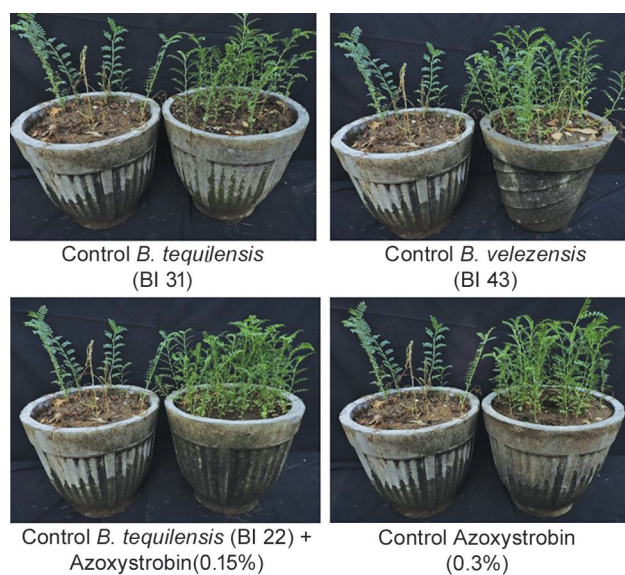 Control B. tequilensis
(BI 31)
Control B. velezensis
(BI 43)
Control B. tequilensis (BI 22) +
Azoxystrobin(0.15%)
Control Azoxystrobin
(0.3%)